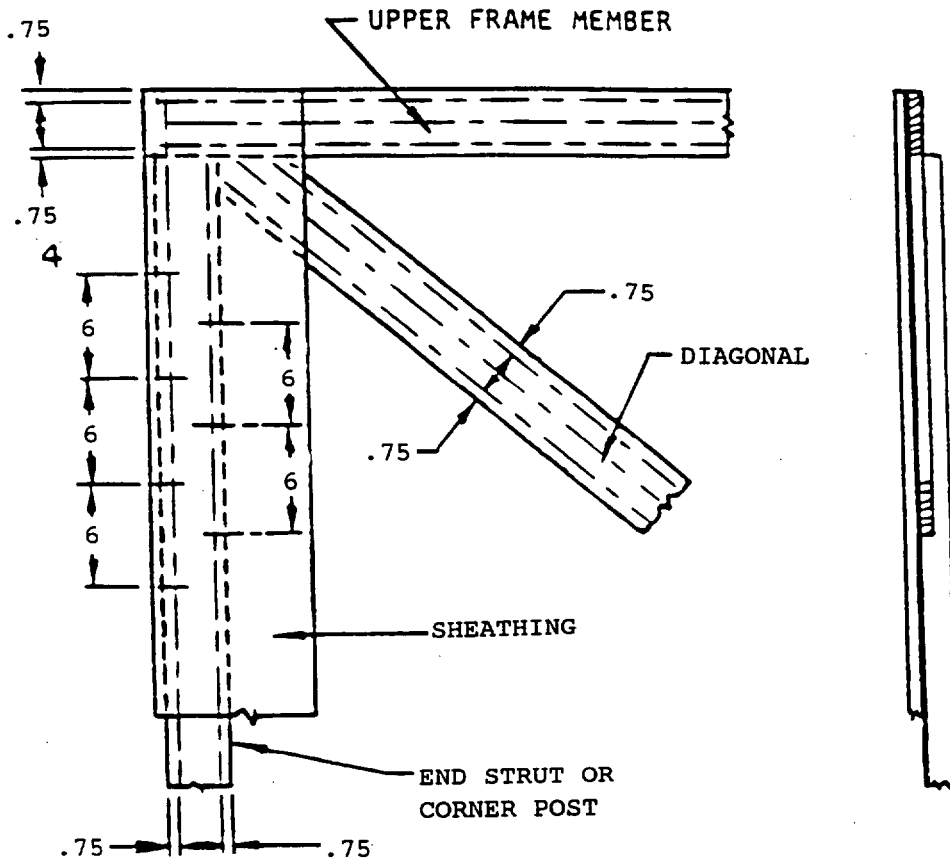 .75
UPPER FRAME MEMBER
.75
4
.75
6
6
DIAGONAL
6
.75
6
6
SHEATHING
END STRUT OR
CORNER POST
.75
.75